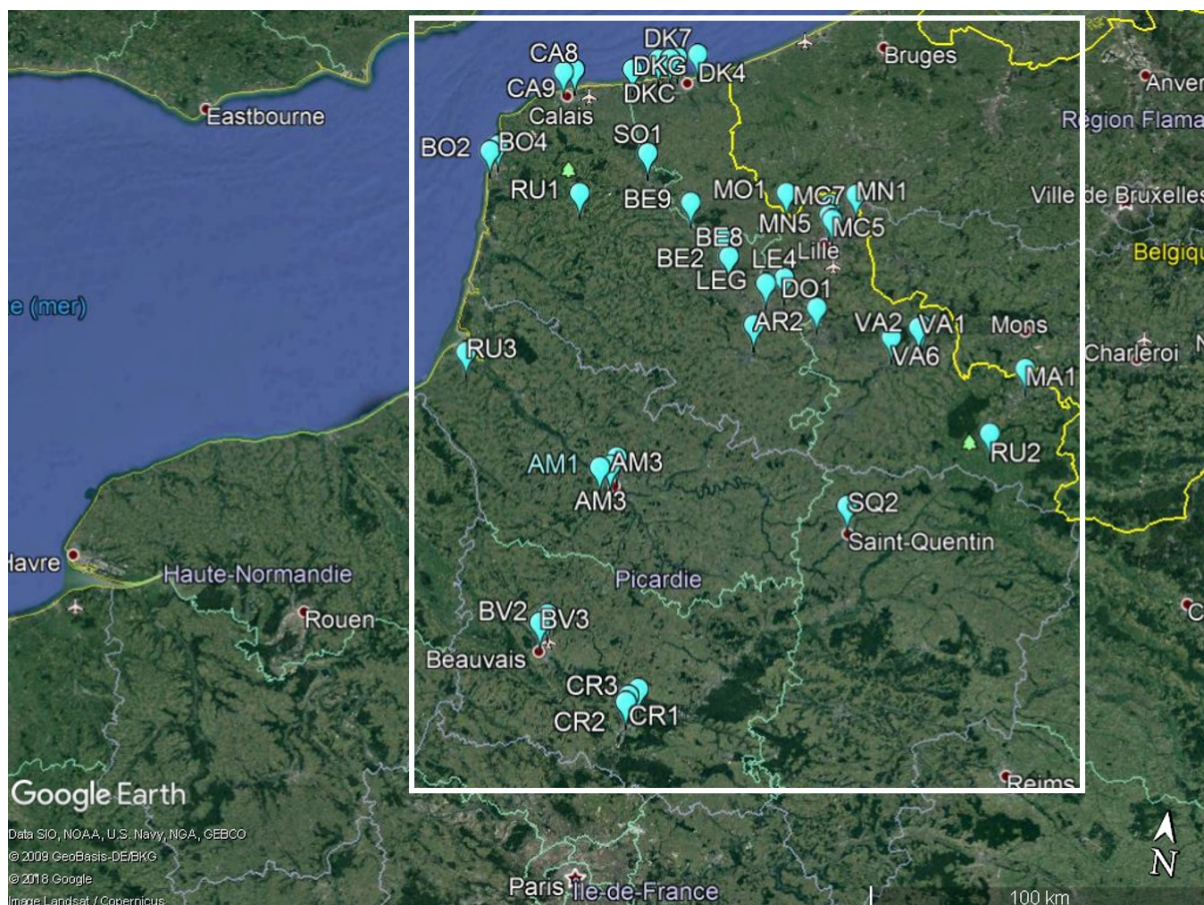 DK7
CA8
DKG
Bruges
DK4
CA9
DKC
Anver
Eastbourne
Calais
Région Flama
SO1
BO4
BO2
RU1
MO1
MC7
MN1
Ville de Bruxelles
BE9
MN5
MC5
BE8
Lille
BE2
LE4
Belgiqu
LEG
DO1
e (mer)
AR2
VA2
VA1
Mons
VA6
Charleroi
N
RU3
MA1
RU2
AM1
AM3
AM3
SQ2
Saint-Quentin
Havre
Haute-Normandie
Picardie
C
BV2
BV3
Rouen
Beauvais
CR3
CR1
CR2
Reims
Google Earth
Data SIO, NOAA, U.S. Navy, NGA, GEBCO
© 2009 GeoBasis-DE/BKG
© 2018 Google
Image Landsat / Copernicus
Paris
Île-de-France
N
100 km